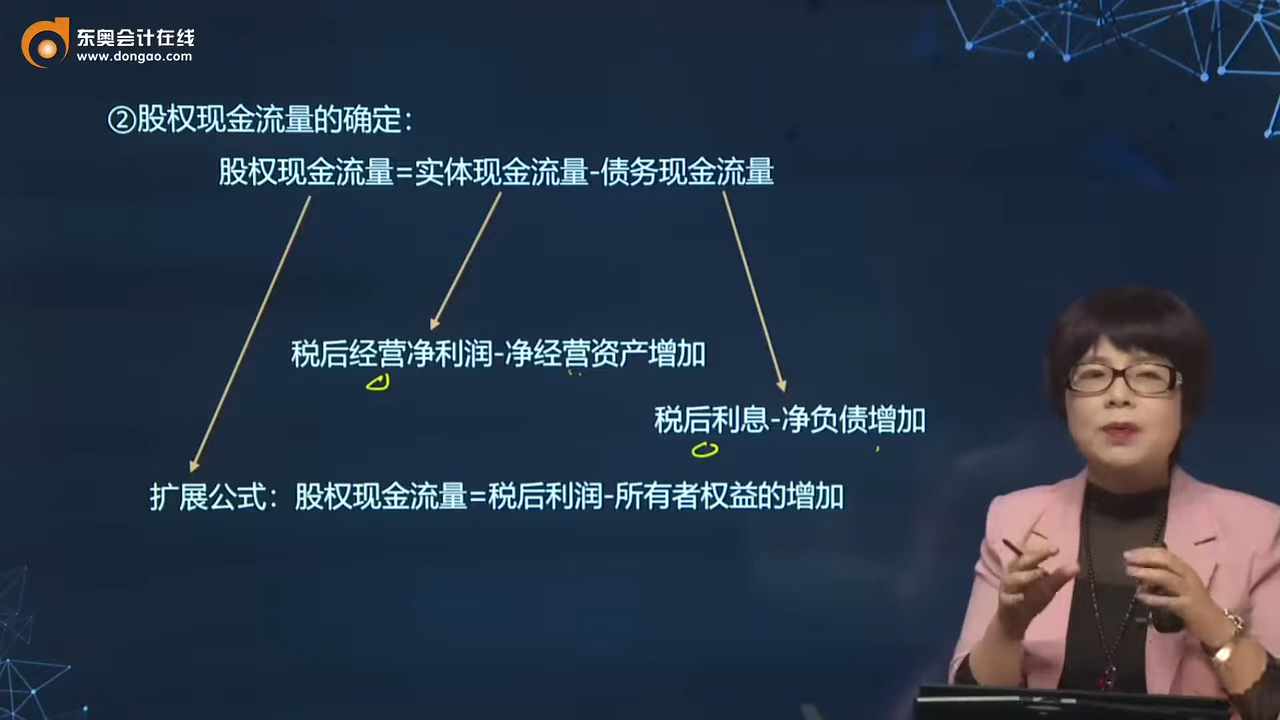 东奥会计在线
www.dongao.com
②股权现金流量的确定：
股权现金流量=实体现金流量-债务现金流量
税后经营净利润-净经营资产增加
税后利息-净负债增加
扩展公式：股权现金流量=税后利润-所有者权益的增加